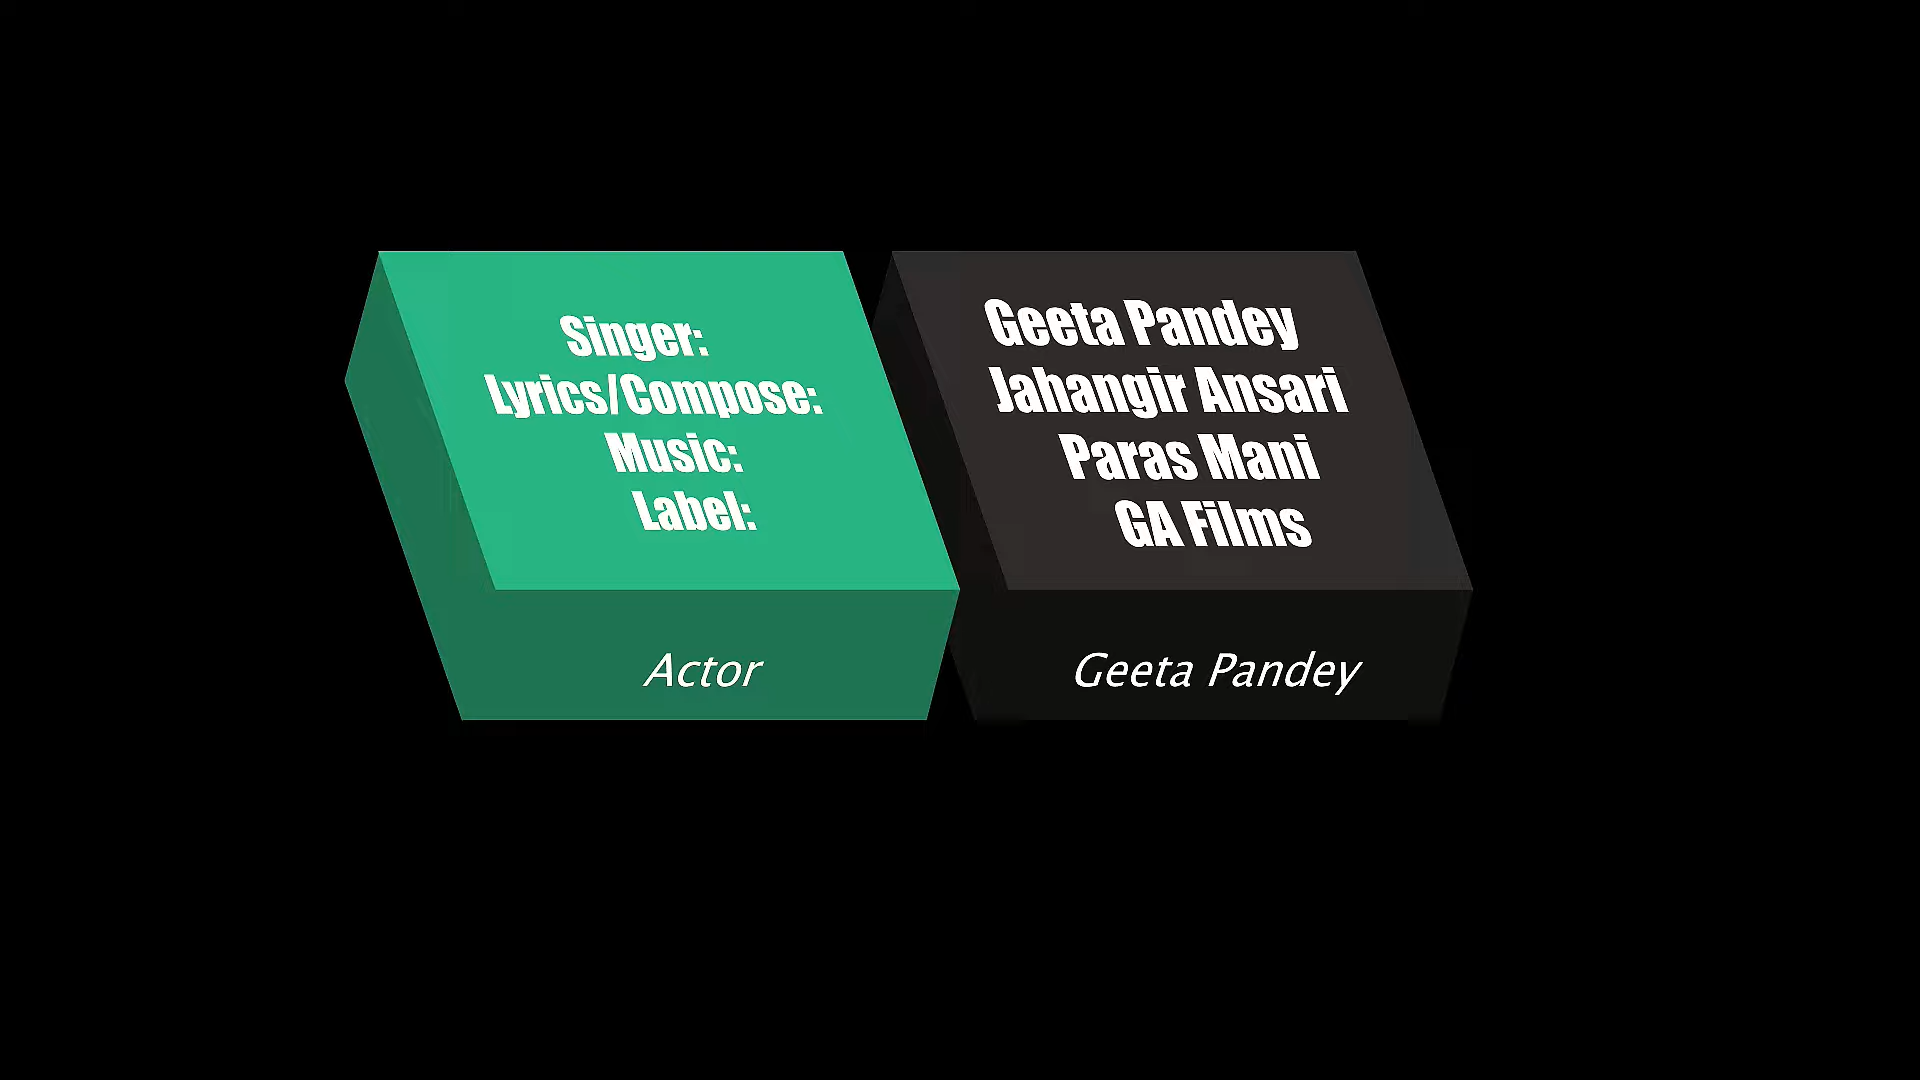 Singer:
Lyrics/Compose:
Music:
Label:
Actor
Geeta Pandey
Jahangir Ansari
Paras Mani
GA Films
Geeta Pandey